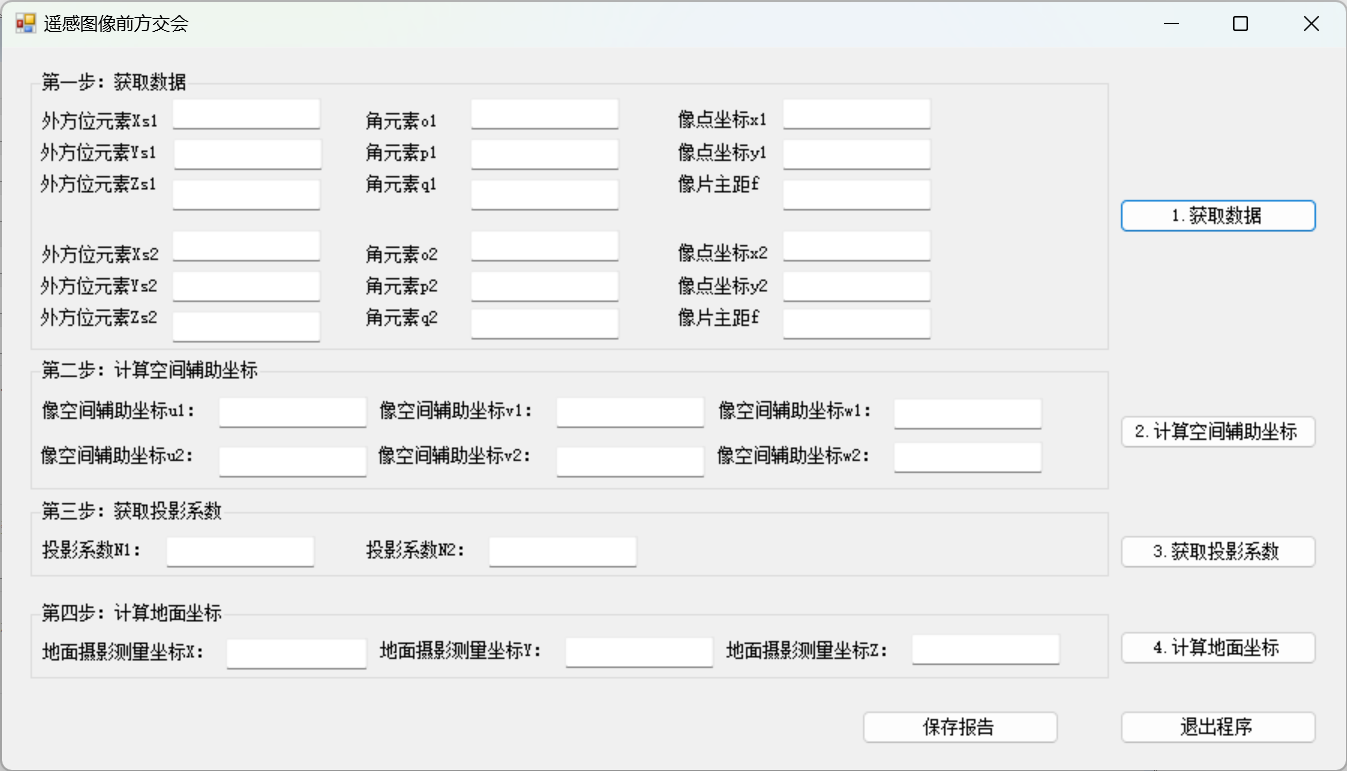 遥感图像前方交会
第一步：获取数据
外方位元素Xs1 角元素o1 像点坐标x1
外方位元素Ys1 角元素p1 像点坐标y1
外方位元素Zs1 角元素q1 像片主距f
1.获取数据
外方位元素Xs2 角元素o2 像点坐标x2
外方位元素Ys2 角元素p2 像点坐标y2
外方位元素Zs2 角元素q2 像片主距f
第二步：计算空间辅助坐标
像空间辅助坐标u1： 像空间辅助坐标v1： 像空间辅助坐标w1：
2.计算空间辅助坐标
像空间辅助坐标u2： 像空间辅助坐标v2： 像空间辅助坐标w2：
第三步：获取投影系数
投影系数N1： 投影系数N2： 3.获取投影系数
第四步：计算地面坐标
地面摄影测量坐标X： 地面摄影测量坐标Y： 地面摄影测量坐标Z： 4.计算地面坐标
保存报告 退出程序